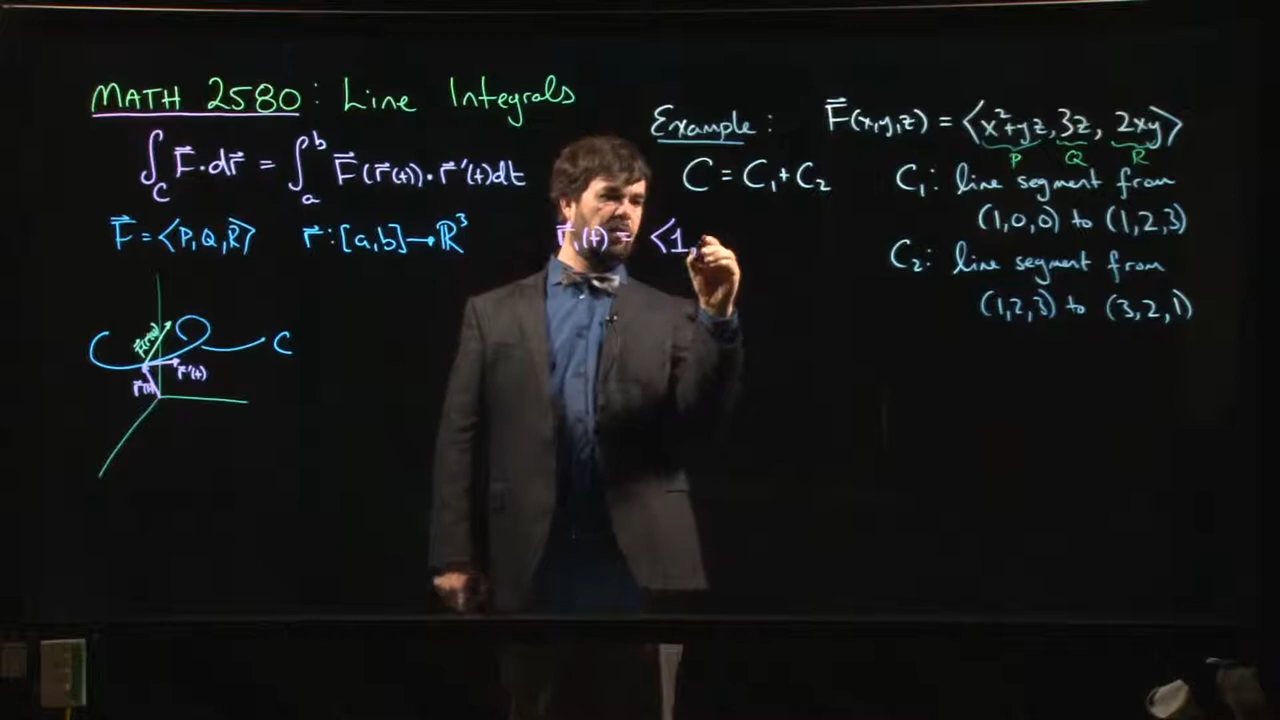 MATH 2580: Line Integrals
∫_C F⃗·dr⃗ = ∫_a^b F⃗(r⃗(t))·r⃗'(t)dt
F⃗ = ⟨P, Q, R⟩ r⃗: [a,b] → ℝ³
C
F⃗(r⃗(t))
r⃗'(t)
r⃗(t)
Example: F⃗(x,y,z) = ⟨x²+yz, 3z, 2xy⟩
P Q R
C = C₁ + C₂
C₁: line segment from
(1,0,0) to (1,2,3)
r⃗₁(t) = ⟨1,
C₂: line segment from
(1,2,3) to (3,2,1)